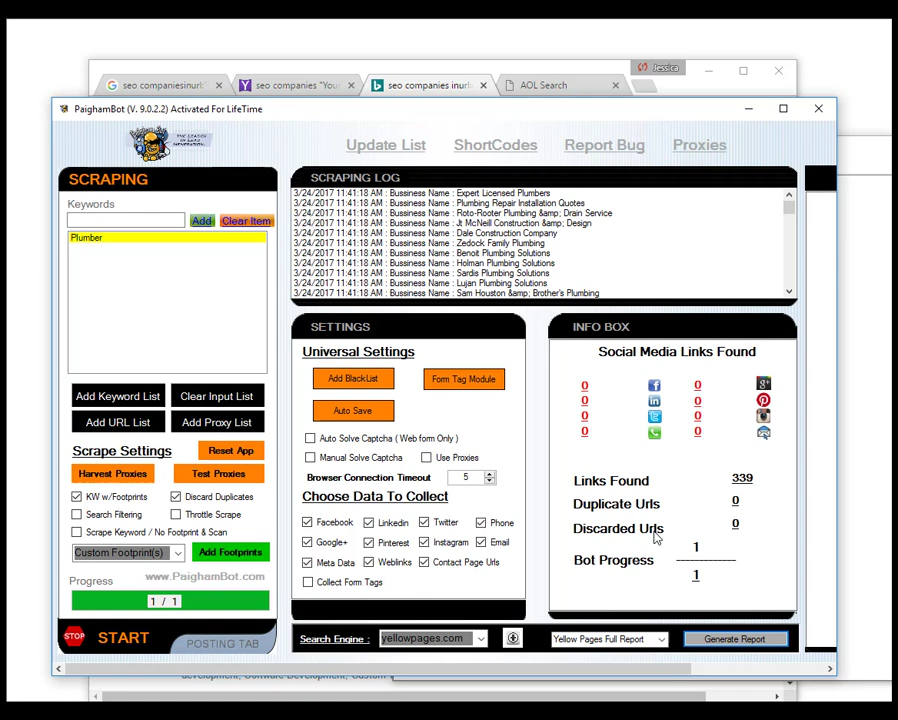 Jessica
seo companiesinurl:
seo companies "You
seo companies inurl
AOL Search
PaighamBot (V. 9.0.2.2) Activated For LifeTime
THE LEADER
Update List
ShortCodes
Report Bug
Proxies
SCRAPING
Keywords
Add
Clear Item
Plumber
SCRAPING LOG
3/24/2017 11:41:18 AM : Bussiness Name : Expert Licensed Plumbers
3/24/2017 11:41:18 AM : Bussiness Name : Plumbing Repair Installation Quotes
3/24/2017 11:41:18 AM : Bussiness Name : Roto-Rooter Plumbing &amp; Drain Service
3/24/2017 11:41:18 AM : Bussiness Name : Jt McNeill Construction &amp; Design
3/24/2017 11:41:18 AM : Bussiness Name : Dale Construction Company
3/24/2017 11:41:18 AM : Bussiness Name : Zedock Family Plumbing
3/24/2017 11:41:18 AM : Bussiness Name : Benoit Plumbing Solutions
3/24/2017 11:41:18 AM : Bussiness Name : Holman Plumbing Solutions
3/24/2017 11:41:18 AM : Bussiness Name : Sardis Plumbing Solutions
3/24/2017 11:41:18 AM : Bussiness Name : Lujan Plumbing Solutions
3/24/2017 11:41:18 AM : Bussiness Name : Sam Houston &amp; Brother's Plumbing
Add Keyword List
Clear Input List
Add URL List
Add Proxy List
Scrape Settings
Reset App
Harvest Proxies
Test Proxies
KW w/Footprints
Discard Duplicates
Search Filtering
Throttle Scrape
Scrape Keyword / No Footprint & Scan
Custom Footprint(s)
Add Footprints
www.PaighamBot.com
Progress
1 / 1
STOP
START
POSTING TAB
SETTINGS
Universal Settings
Add BlackList
Form Tag Module
Auto Save
Auto Solve Captcha ( Web form Only )
Manual Solve Captcha
Use Proxies
Browser Connection Timeout
5
Choose Data To Collect
Facebook
Linkedin
Twitter
Phone
Google+
Pinterest
Instagram
Email
Meta Data
Weblinks
Contact Page Urls
Collect Form Tags
INFO BOX
Social Media Links Found
0
0
0
0
0
0
0
0
Links Found 339
Duplicate Urls 0
Discarded Urls 0
Bot Progress
1
1
Search Engine :
yellowpages.com
Yellow Pages Full Report
Generate Report
development, Software Development, Custom